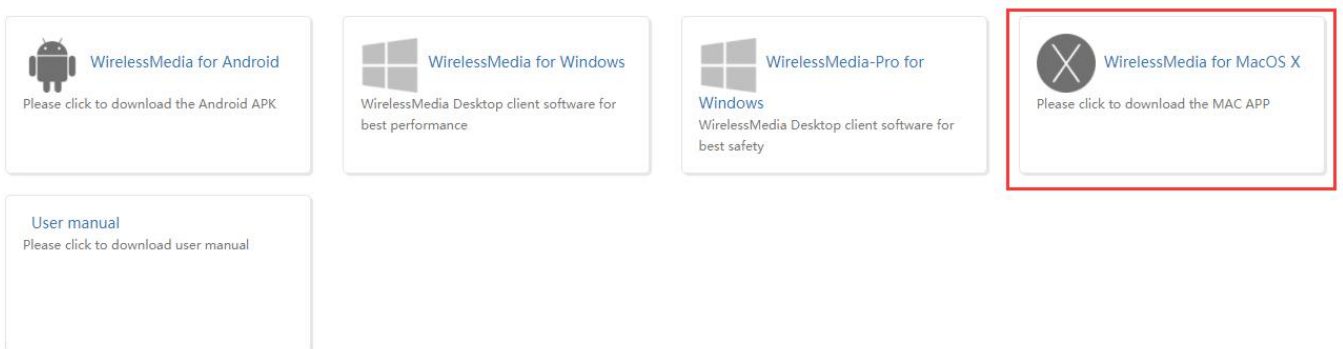 WirelessMedia for Android
Please click to download the Android APK
WirelessMedia for Windows
WirelessMedia Desktop client software for
best performance
WirelessMedia-Pro for
Windows
WirelessMedia Desktop client software for
best safety
WirelessMedia for MacOS X
Please click to download the MAC APP
User manual
Please click to download user manual